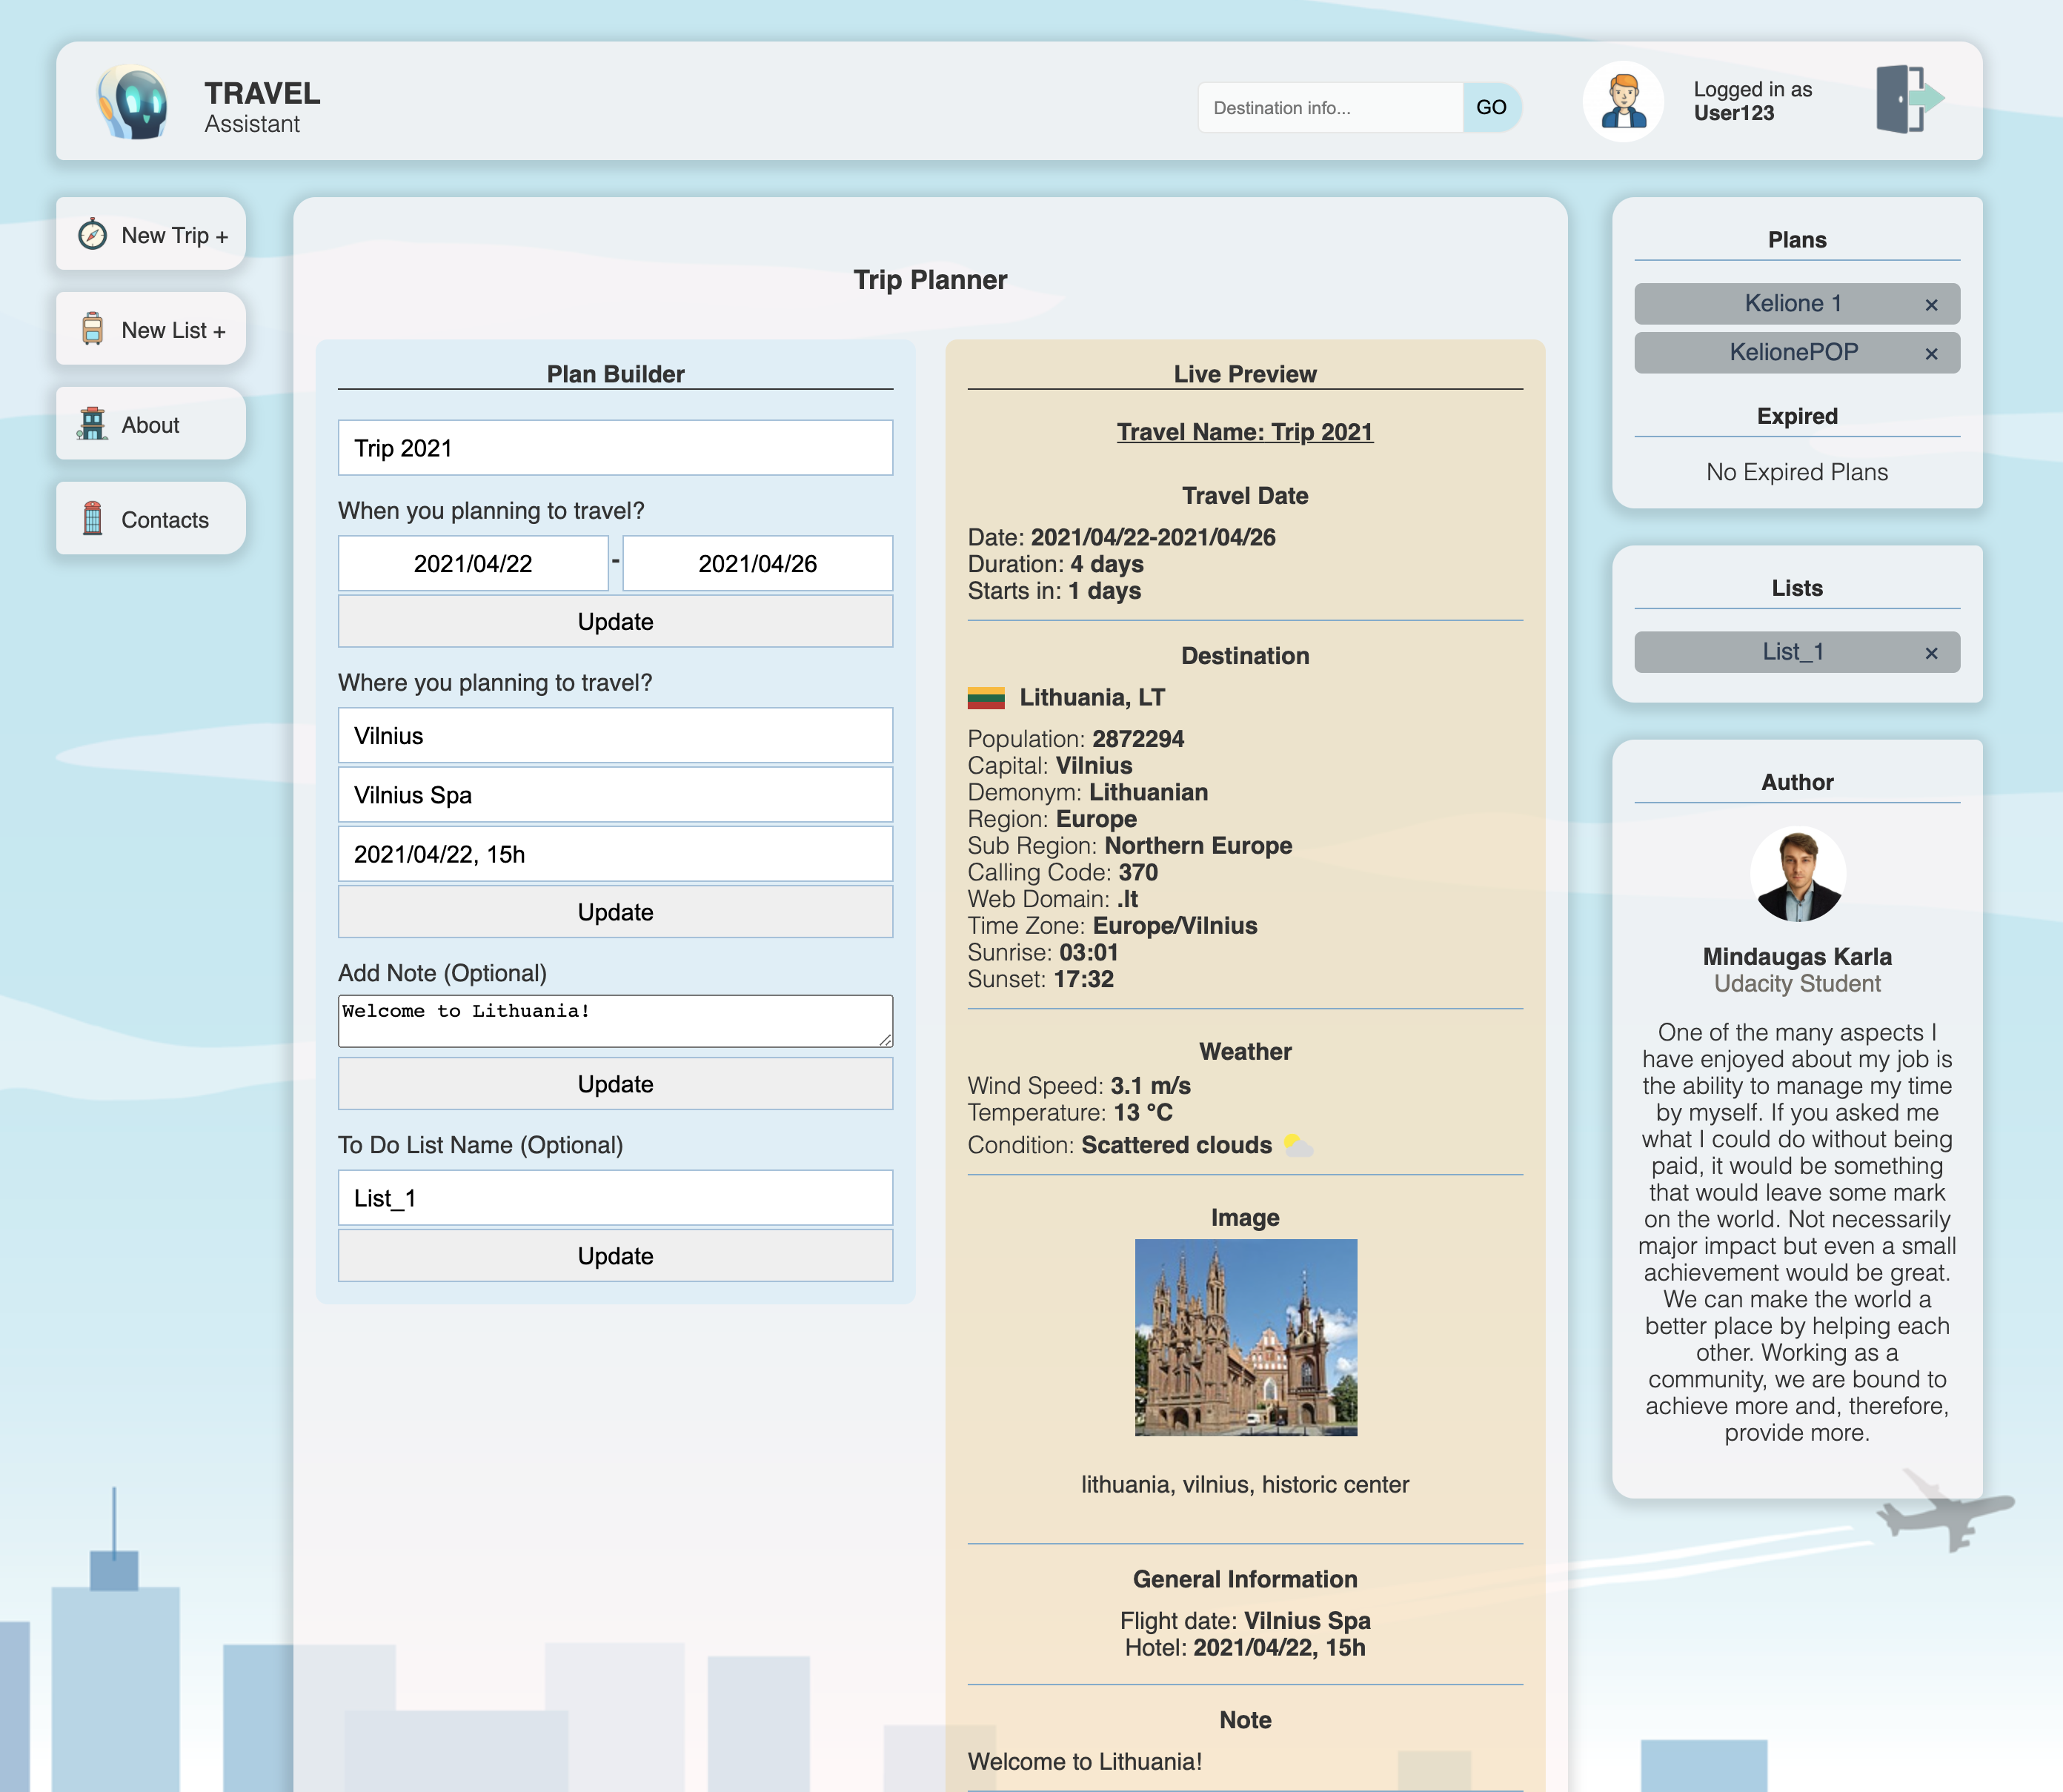 TRAVEL
Assistant
Destination info...
GO
Logged in as
User123
New Trip +
New List +
About
Contacts
Trip Planner
Plan Builder
Trip 2021
When you planning to travel?
2021/04/22 - 2021/04/26
Update
Where you planning to travel?
Vilnius
Vilnius Spa
2021/04/22, 15h
Update
Add Note (Optional)
Welcome to Lithuania!
Update
To Do List Name (Optional)
List_1
Update
Live Preview
Travel Name: Trip 2021
Travel Date
Date: 2021/04/22-2021/04/26
Duration: 4 days
Starts in: 1 days
Destination
Lithuania, LT
Population: 2872294
Capital: Vilnius
Demonym: Lithuanian
Region: Europe
Sub Region: Northern Europe
Calling Code: 370
Web Domain: .lt
Time Zone: Europe/Vilnius
Sunrise: 03:01
Sunset: 17:32
Weather
Wind Speed: 3.1 m/s
Temperature: 13 °C
Condition: Scattered clouds
Image
lithuania, vilnius, historic center
General Information
Flight date: Vilnius Spa
Hotel: 2021/04/22, 15h
Note
Welcome to Lithuania!
Plans
Kelione 1 ×
KelionePOP ×
Expired
No Expired Plans
Lists
List_1 ×
Author
Mindaugas Karla
Udacity Student
One of the many aspects I
have enjoyed about my job is
the ability to manage my time
by myself. If you asked me
what I could do without being
paid, it would be something
that would leave some mark
on the world. Not necessarily
major impact but even a small
achievement would be great.
We can make the world a
better place by helping each
other. Working as a
community, we are bound to
achieve more and, therefore,
provide more.